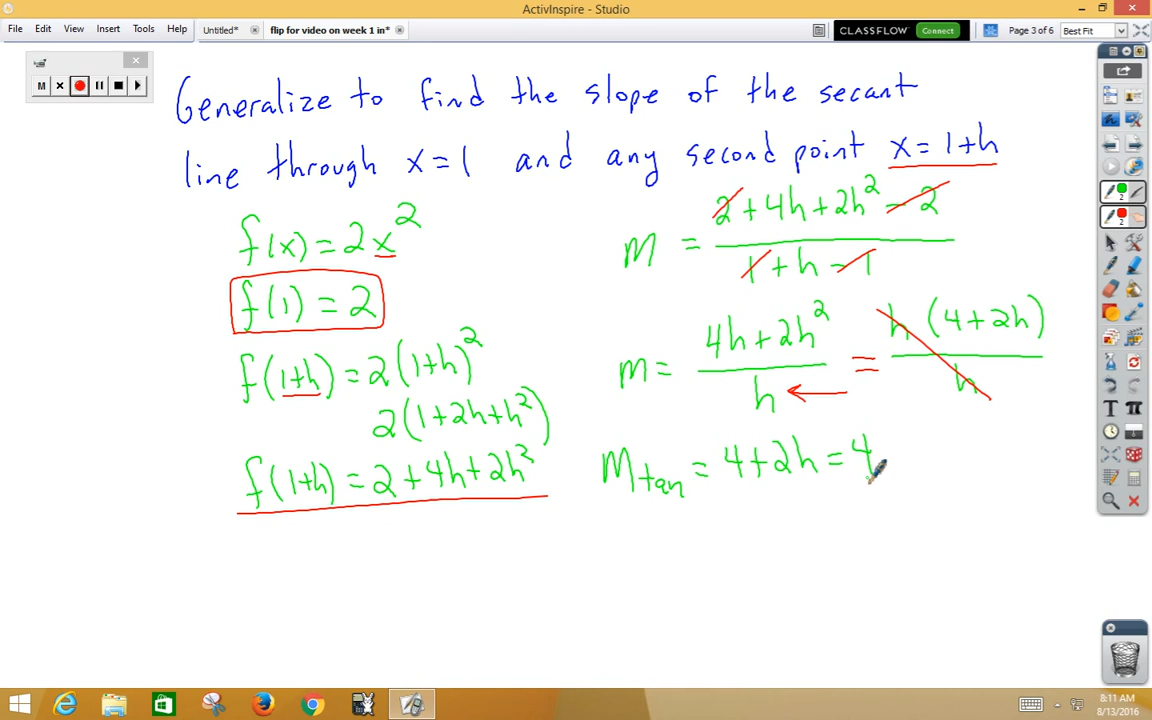 ActivInspire - Studio
File Edit View Insert Tools Help Untitled* flip for video on week 1 in* CLASSFLOW Connect Page 3 of 6 Best Fit
M
Generalize to find the slope of the secant
line through x=1 and any second point x=1+h
f(x) = 2x²
f(1) = 2
f(1+h) = 2(1+h)²
2(1+2h+h²)
f(1+h) = 2+4h+2h²
m = (2+4h+2h²-2)/(1+h-1)
m = (4h+2h²)/h = h(4+2h)/h
Mtan = 4+2h = 4
2
2
T π
8:11 AM
8/13/2016